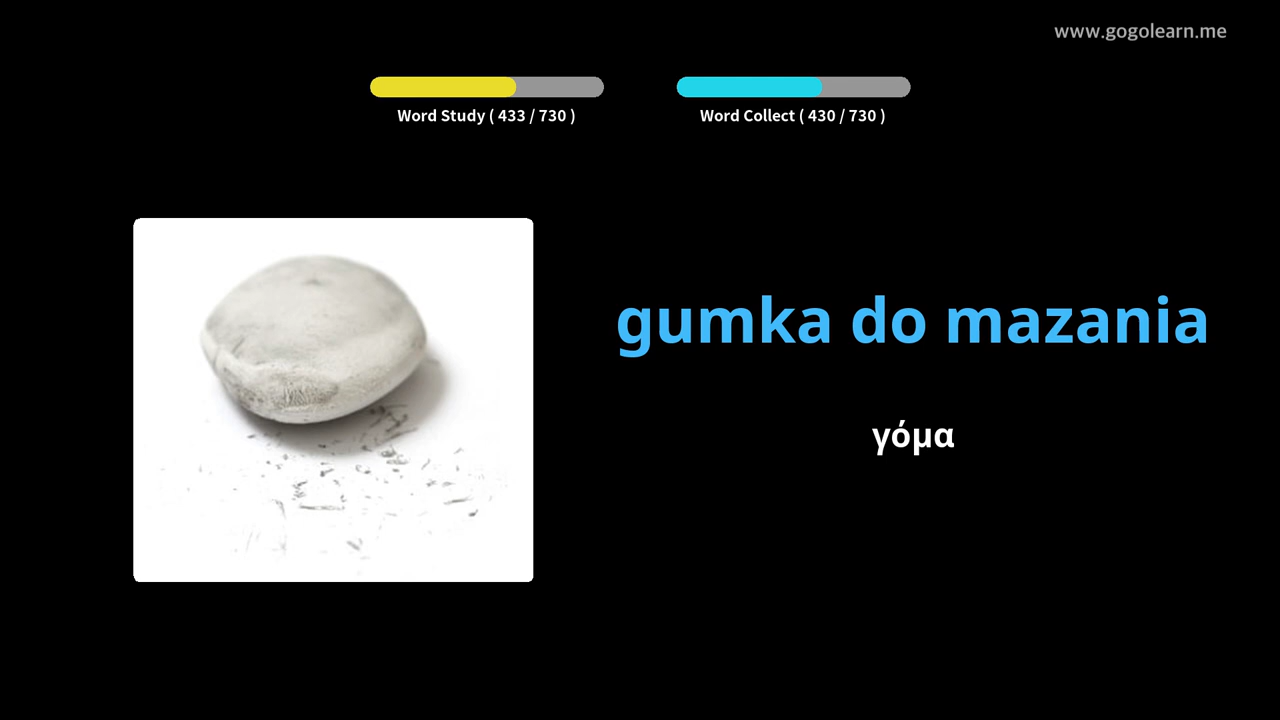 www.gogolearn.me
Word Study ( 433 / 730 )
Word Collect ( 430 / 730 )
gumka do mazania
γόμα